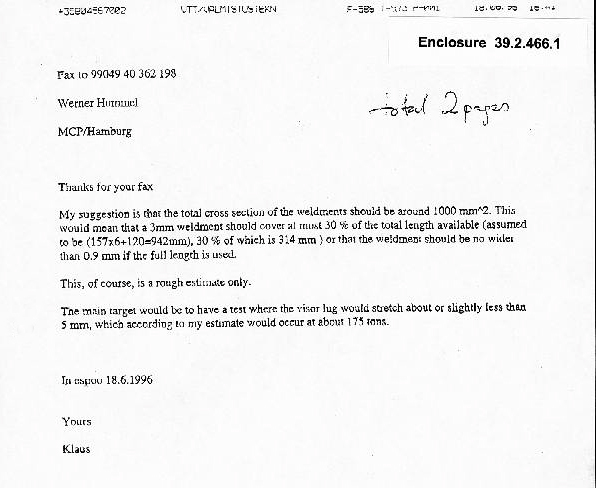 +35804567002 VTT/VALMISTUSTEKN
Enclosure 39.2.466.1
Fax to 99049 40 362 198
total 2 pages
Werner Hummel
MCP/Hamburg
Thanks for your fax
My suggestion is that the total cross section of the weldments should be around 1000 mm^2. This
would mean that a 3mm weldment should cover at most 30 % of the total length available (assumed
to be (157x6+120=942mm), 30 % of which is 314 mm ) or that the weldment should be no wider
than 0.9 mm if the full length is used.
This, of course, is a rough estimate only.
The main target would be to have a test where the visor lug would stretch about or slightly less than
5 mm, which according to my estimate would occur at about 175 tons.
In espoo 18.6.1996
Yours
Klaus